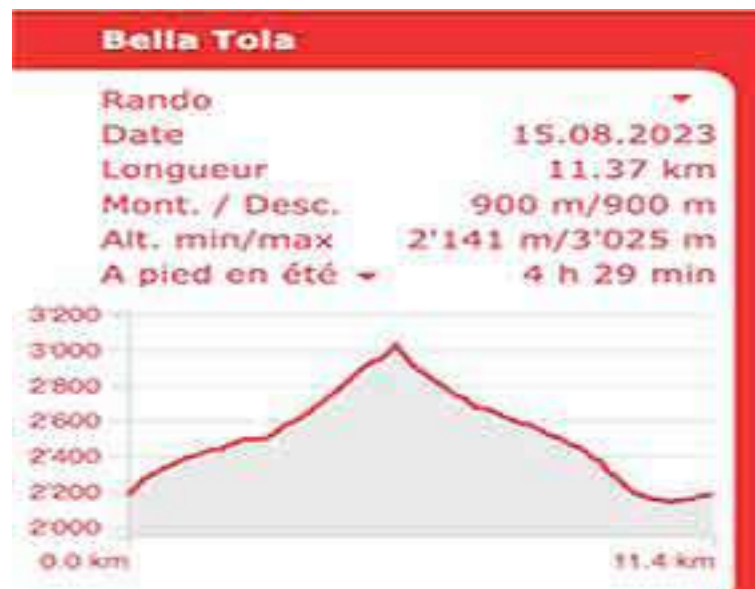 Bella Tola
Rando
Date 15.08.2023
Longueur 11.37 km
Mont. / Desc. 900 m/900 m
Alt. min/max 2'141 m/3'025 m
A pied en été 4 h 29 min
3'200
3'000
2'800
2'600
2'400
2'200
2'000
0.0 km 11.4 km